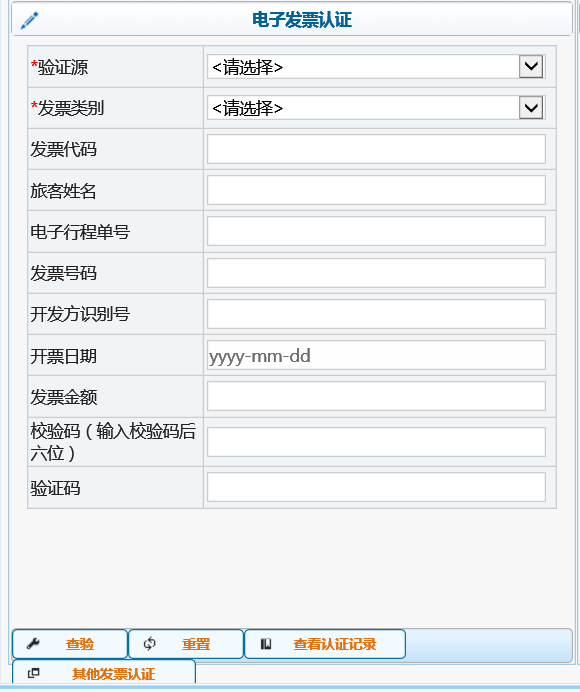 电子发票认证
*验证源 <请选择>
*发票类别 <请选择>
发票代码
旅客姓名
电子行程单号
发票号码
开发方识别号
开票日期 yyyy-mm-dd
发票金额
校验码（输入校验码后
六位）
验证码
查验 重置 查看认证记录
其他发票认证